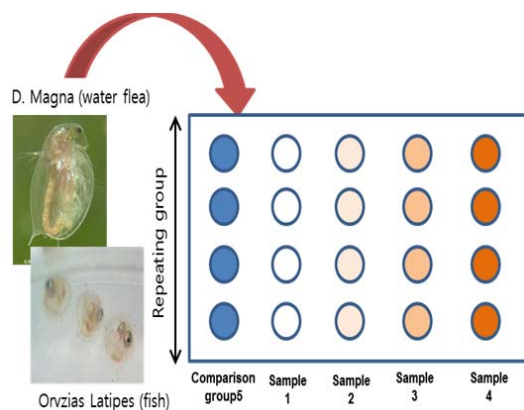 D. Magna (water flea)
Repeating group
Orvzias Latipes (fish)
Comparison group5
Sample 1
Sample 2
Sample 3
Sample 4